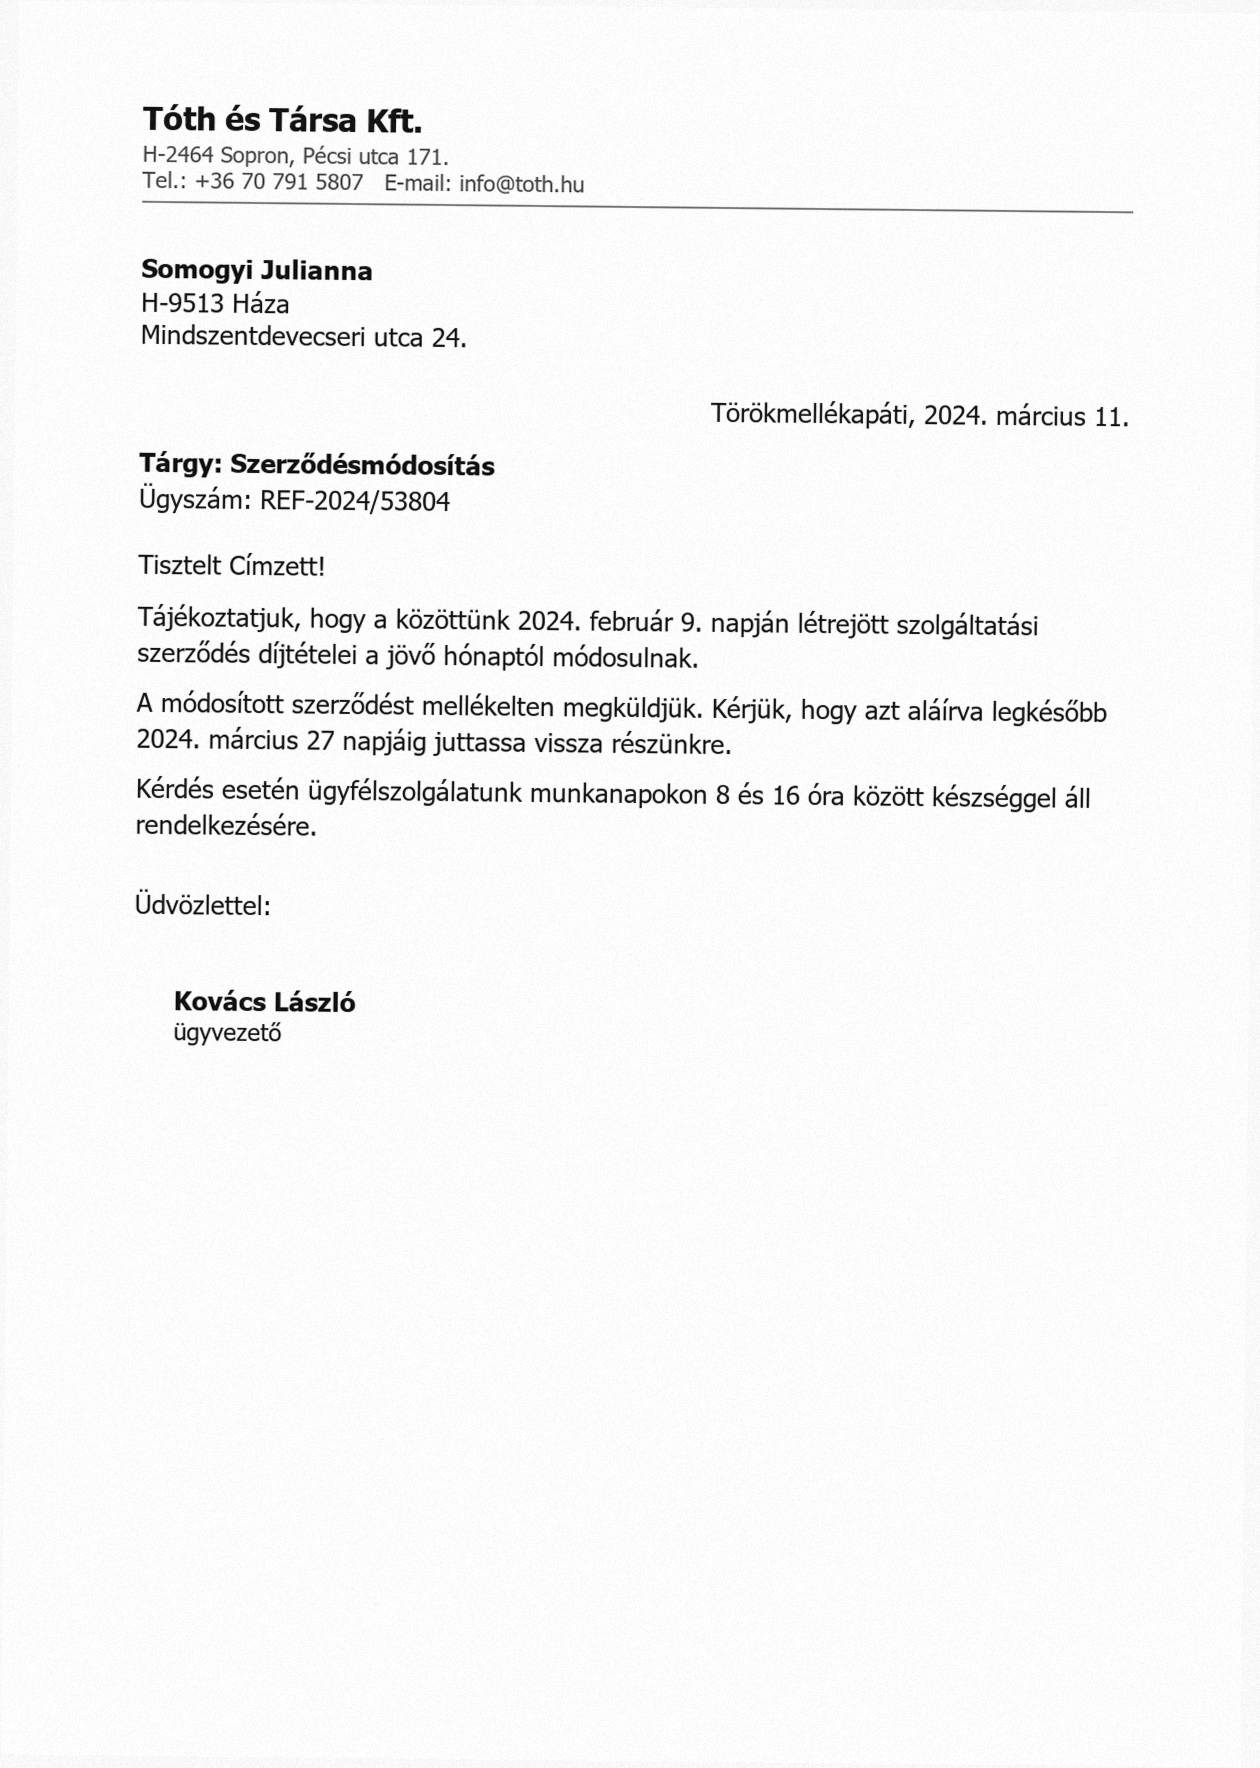 Tóth és Társa Kft.
H-2464 Sopron, Pécsi utca 171.
Tel.: +36 70 791 5807 E-mail: info@toth.hu
Somogyi Julianna
H-9513 Háza
Mindszentdevecseri utca 24.
Törökmellékapáti, 2024. március 11.
Tárgy: Szerződésmódosítás
Ügyszám: REF-2024/53804
Tisztelt Címzett!
Tájékoztatjuk, hogy a közöttünk 2024. február 9. napján létrejött szolgáltatási
szerződés díjtételei a jövő hónaptól módosulnak.
A módosított szerződést mellékelten megküldjük. Kérjük, hogy azt aláírva legkésőbb
2024. március 27 napjáig juttassa vissza részünkre.
Kérdés esetén ügyfélszolgálatunk munkanapokon 8 és 16 óra között készséggel áll
rendelkezésére.
Üdvözlettel:
Kovács László
ügyvezető